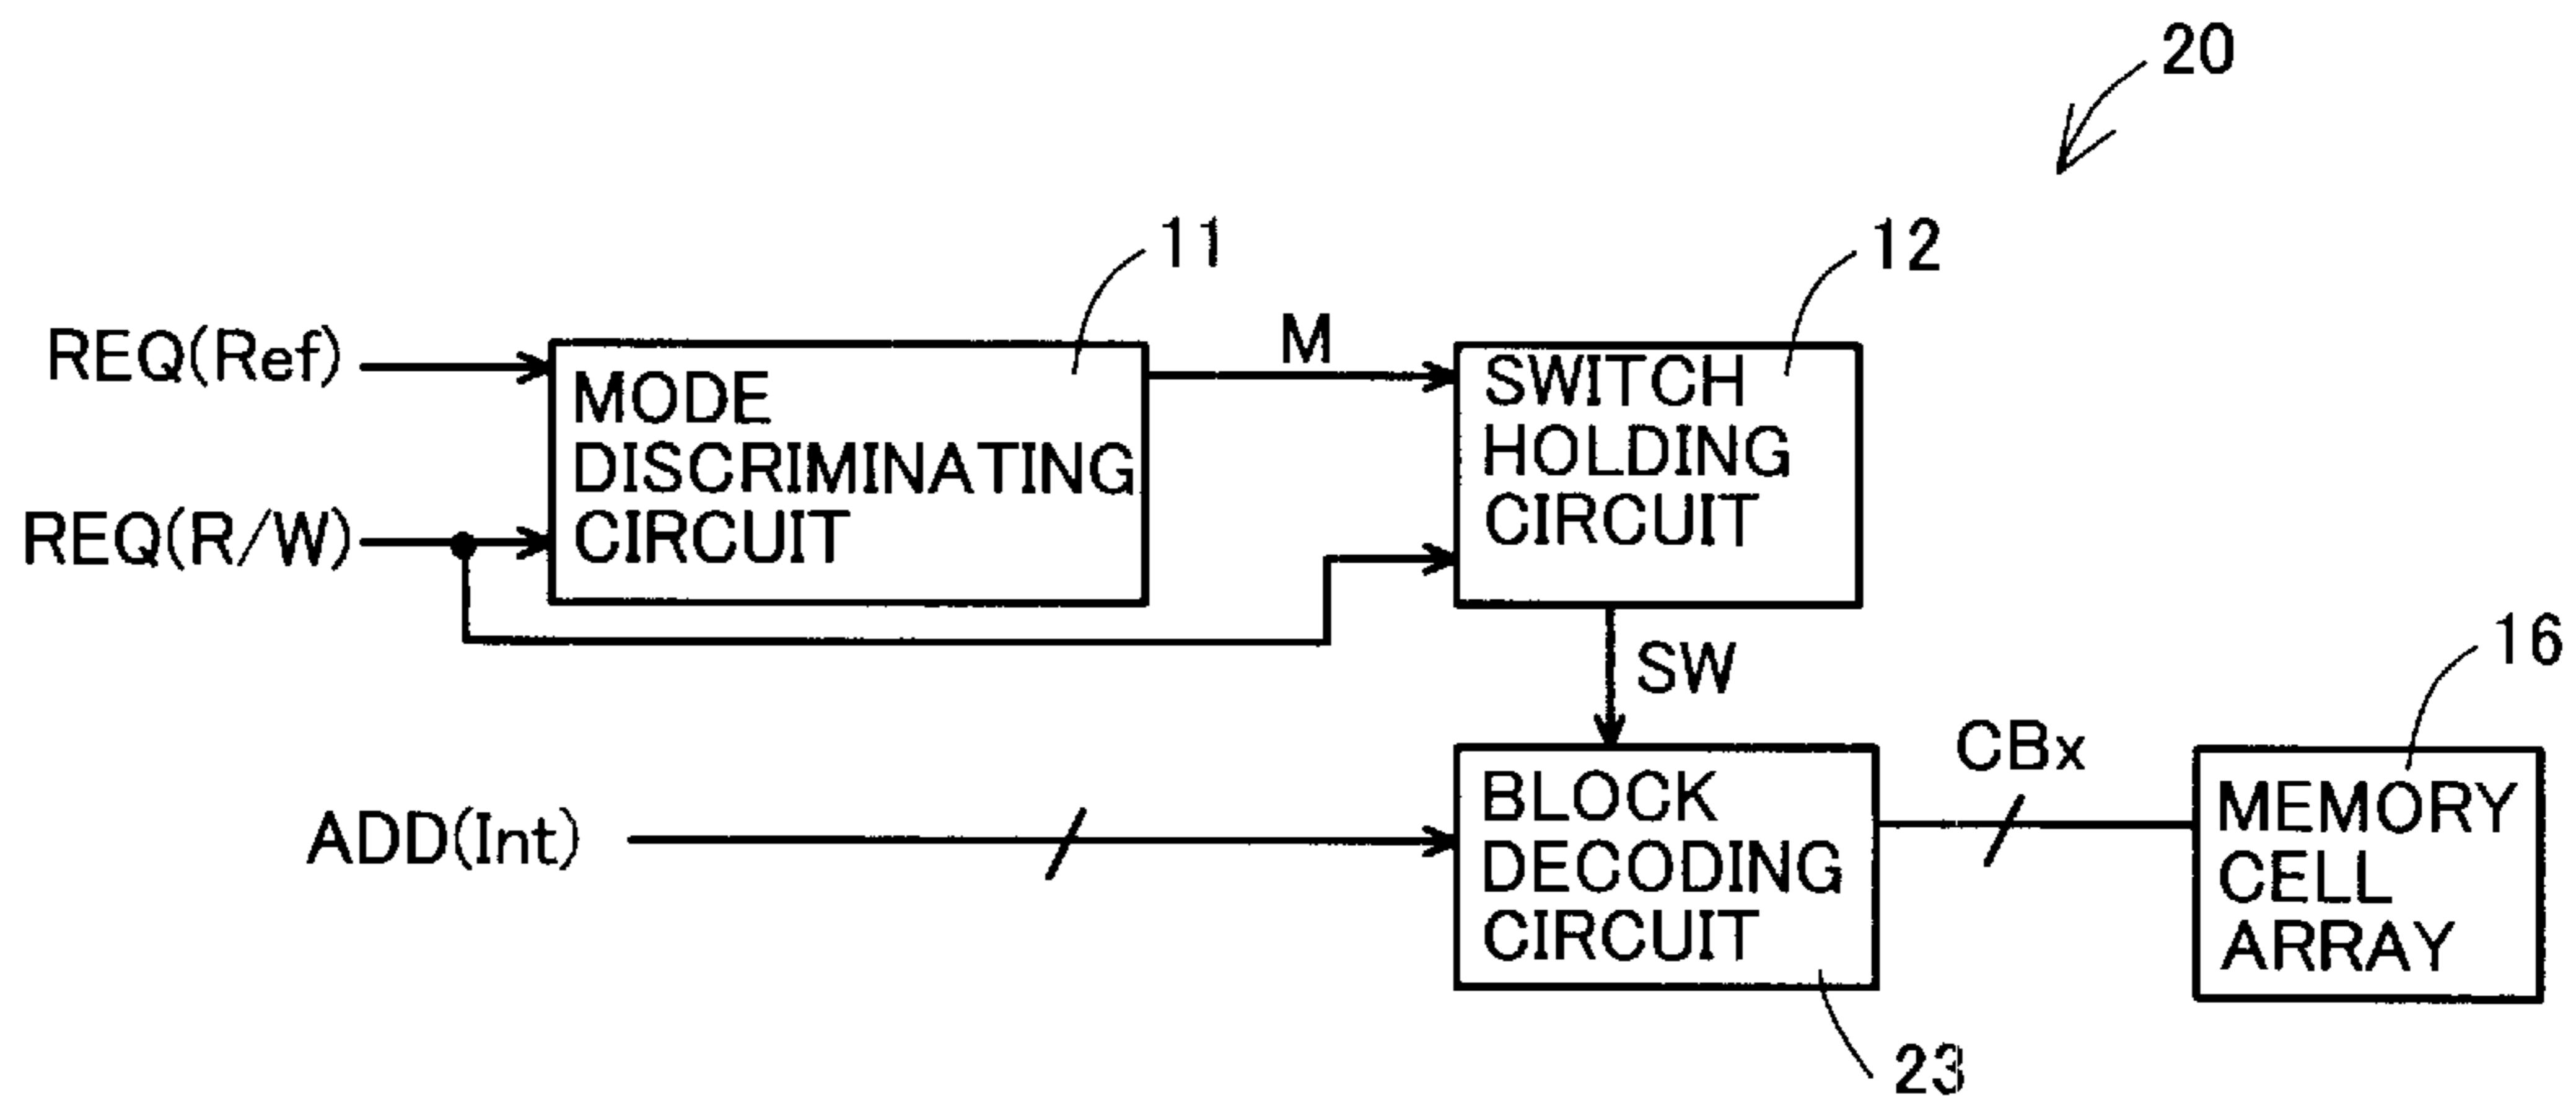 20
11
12
REQ(Ref)
M
MODE
DISCRIMINATING
CIRCUIT
SWITCH
HOLDING
CIRCUIT
REQ(R/W)
SW
16
CBx
ADD(Int)
BLOCK
DECODING
CIRCUIT
MEMORY
CELL
ARRAY
23